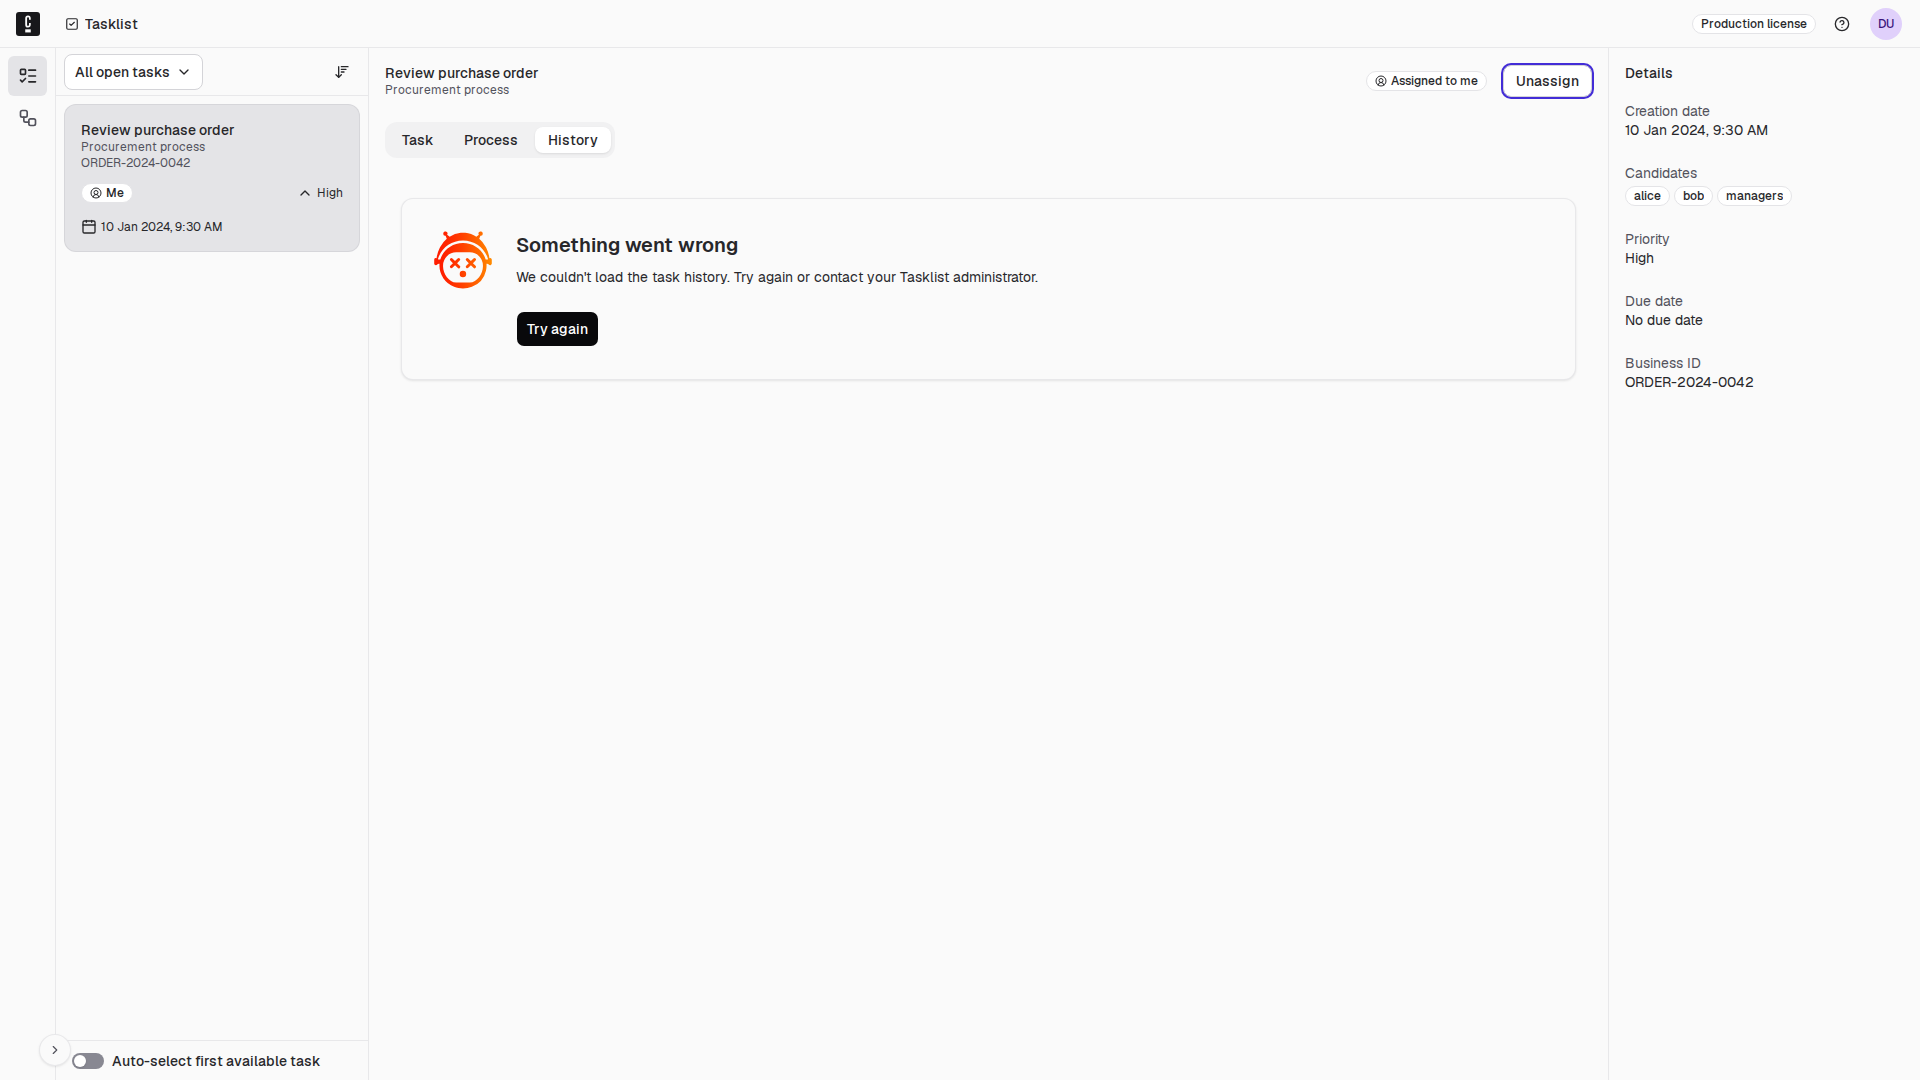 Tasklist
Production license
DU
All open tasks
Review purchase order
Procurement process
ORDER-2024-0042
Me
High
10 Jan 2024, 9:30 AM
Auto-select first available task
Review purchase order
Procurement process
Assigned to me
Unassign
Task
Process
History
Something went wrong
We couldn't load the task history. Try again or contact your Tasklist administrator.
Try again
Details
Creation date
10 Jan 2024, 9:30 AM
Candidates
alice
bob
managers
Priority
High
Due date
No due date
Business ID
ORDER-2024-0042